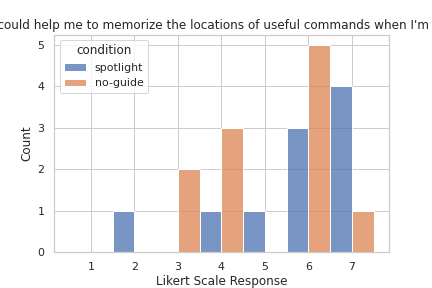 could help me to memorize the locations of useful commands when I'm
condition
spotlight
no-guide
5
4
3
2
1
0
Count
1 2 3 4 5 6 7
Likert Scale Response